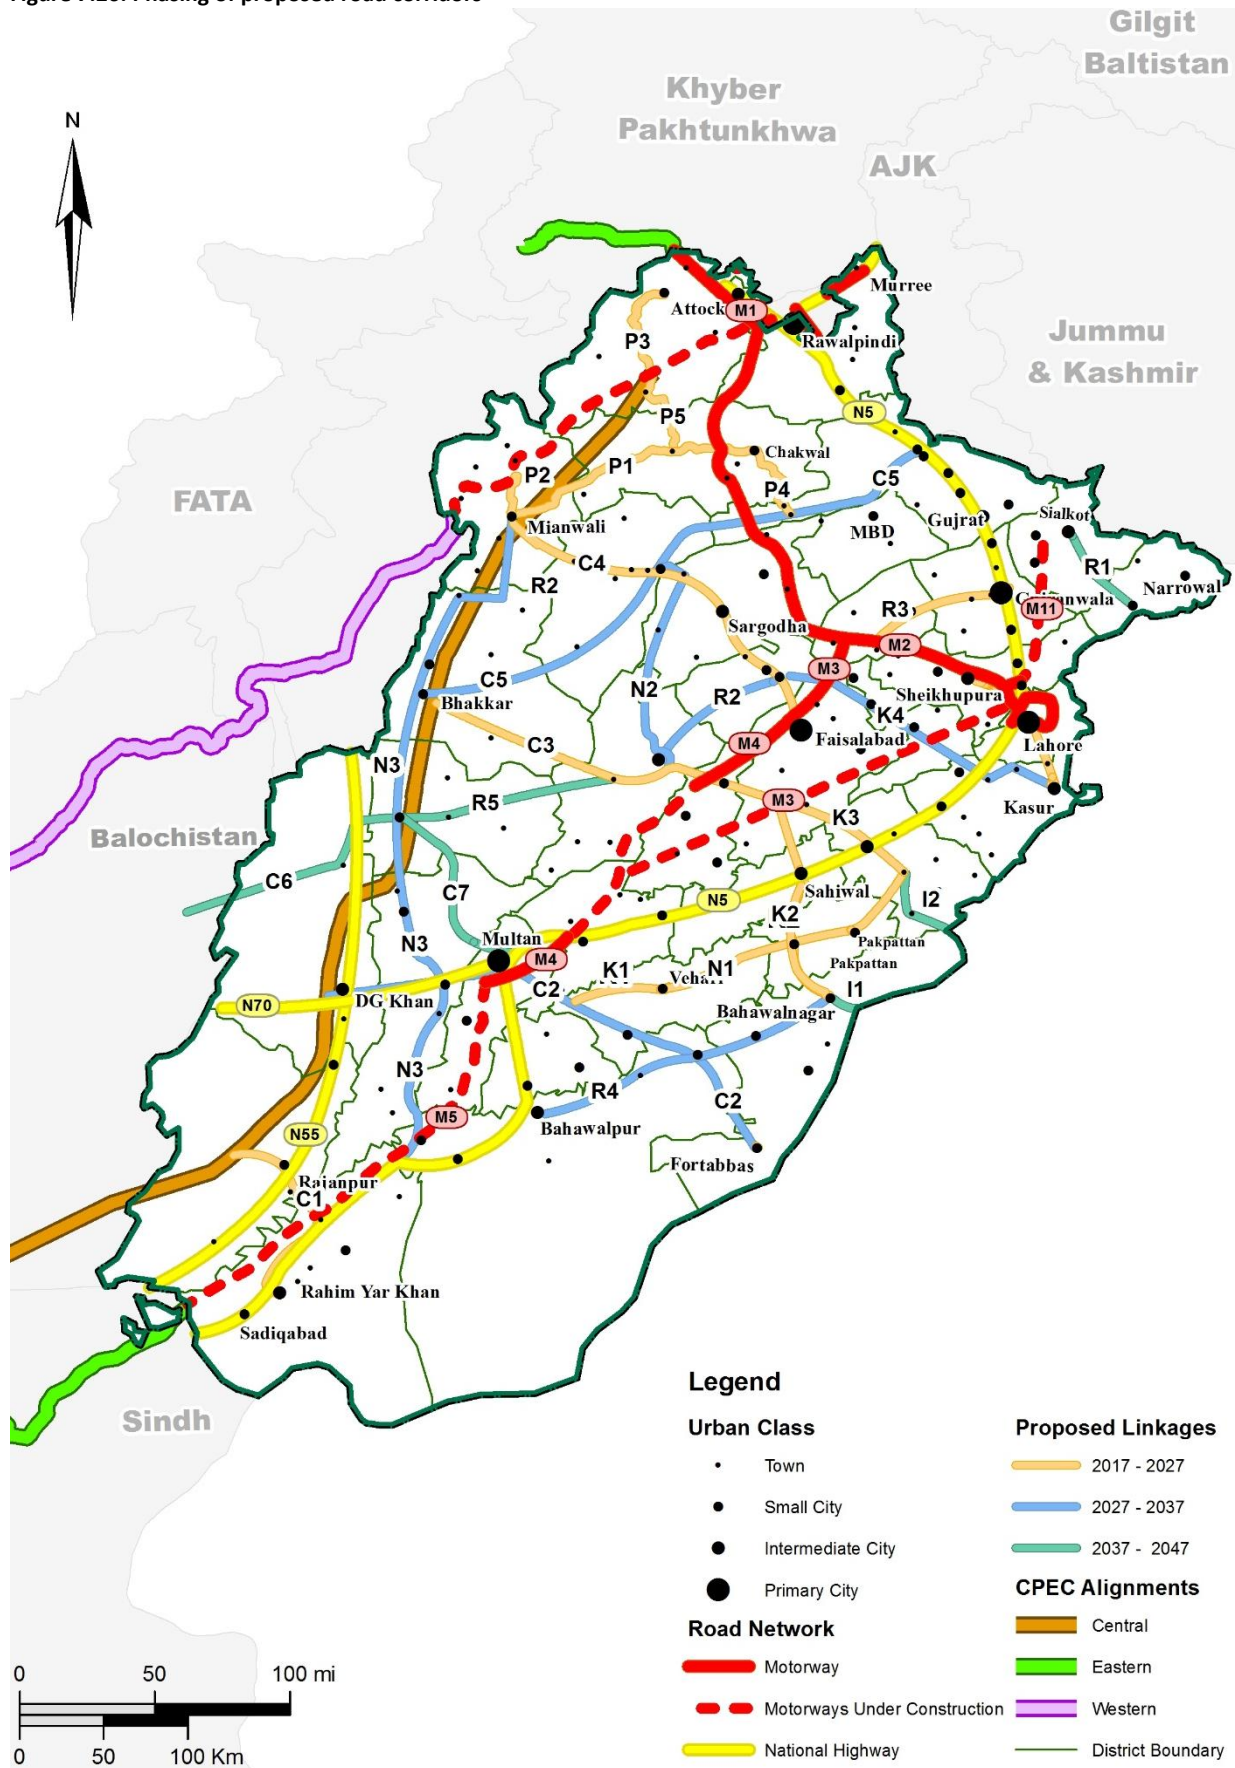 Gilgit
Baltistan
Khyber
Pakhtunkhwa
N
AJK
Murree
Attock
M1
Rawalpindi
P3
Jummu
& Kashmir
N5
P5
Chakwal
P1
P2
C5
P4
FATA
Mianwali
MBD
Gujrat
Sialkot
C4
R1
R2
Narrowal
R3
M11
Sargodha
M2
M3
C5
N2
R2
Sheikhupura
Bhakkar
K4
C3
M4
Faisalabad
Lahore
N3
R5
M3
Kasur
K3
Balochistan
C6
C7
Sahiwal
I2
N5
K2
N3
Multan
Pakpattan
M4
K1
N1
Pakpattan
DG Khan
C2
I1
N70
Bahawalnagar
N3
R4
C2
M5
Bahawalpur
N55
Fortabbas
Rajanpur
C1
Rahim Yar Khan
Sadiqabad
Sindh
Legend
Urban Class
Town
Small City
Intermediate City
Primary City
Road Network
Motorway
Motorways Under Construction
National Highway
Proposed Linkages
2017 - 2027
2027 - 2037
2037 - 2047
CPEC Alignments
Central
Eastern
Western
District Boundary
0 50 100 mi
0 50 100 Km